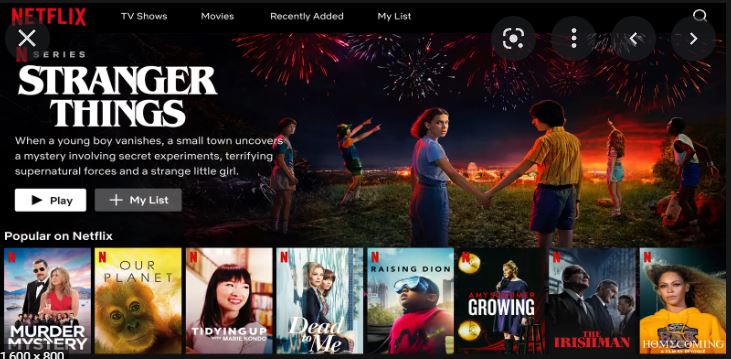 NETFLIX
TV Shows
Movies
Recently Added
My List
N SERIES
STRANGER
THINGS
When a young boy vanishes, a small town uncovers
a mystery involving secret experiments, terrifying
supernatural forces and a strange little girl.
Play
My List
Popular on Netflix
N
MURDER
MYSTERY
N
OUR
PLANET
N
TIDYING UP
WITH MARIE KONDO
N
Dead
to Me
N
RAISING DION
N
AMY SCHUMER
GROWING
N
THE
IRISHMAN
N
HOMECOMING
1,600 × 800